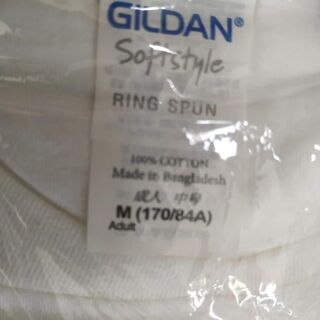 GILDAN®
Softstyle
RING SPUN
100% COTTON
Made in Bangladesh
成人 中号
M (170/84A)
Adult